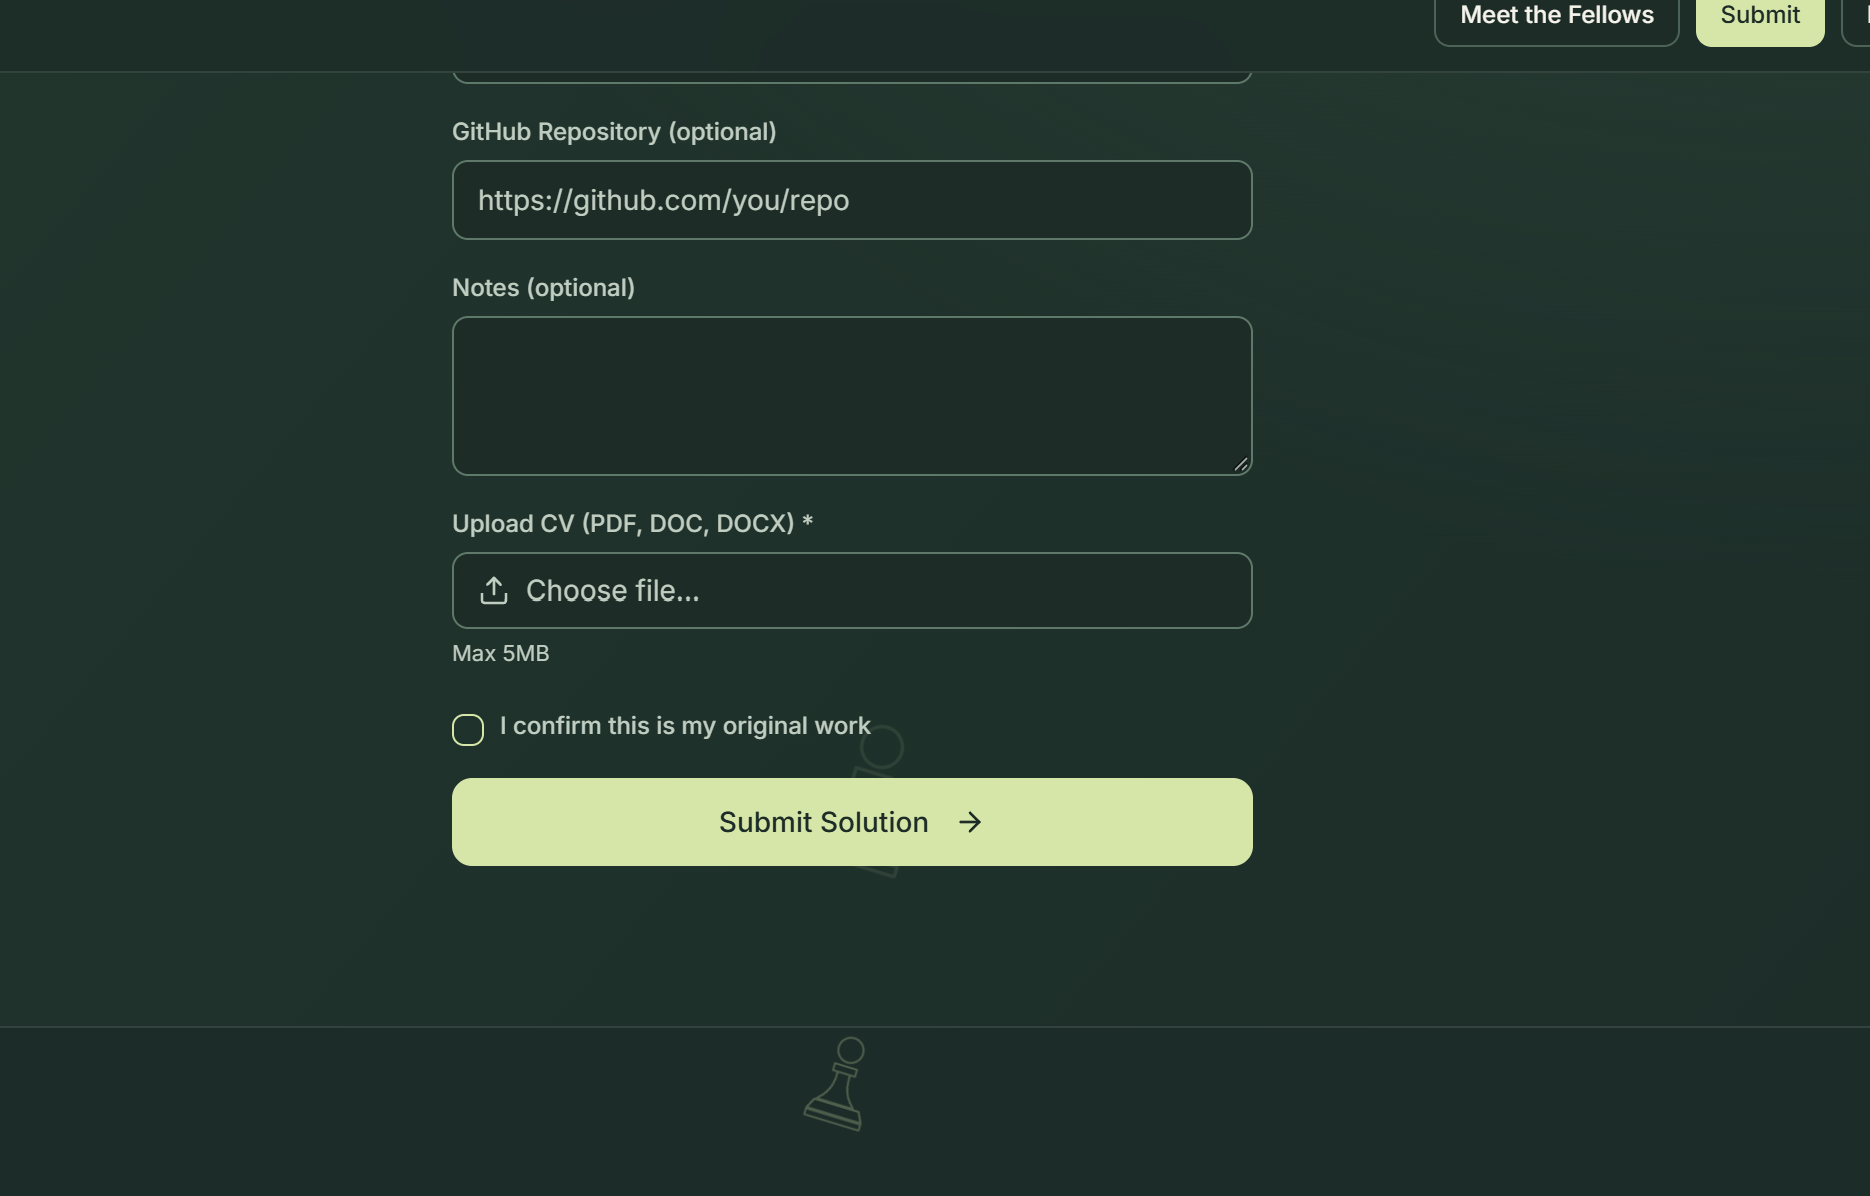 Meet the Fellows
Submit
GitHub Repository (optional)
https://github.com/you/repo
Notes (optional)
Upload CV (PDF, DOC, DOCX) *
Choose file...
Max 5MB
I confirm this is my original work
Submit Solution →